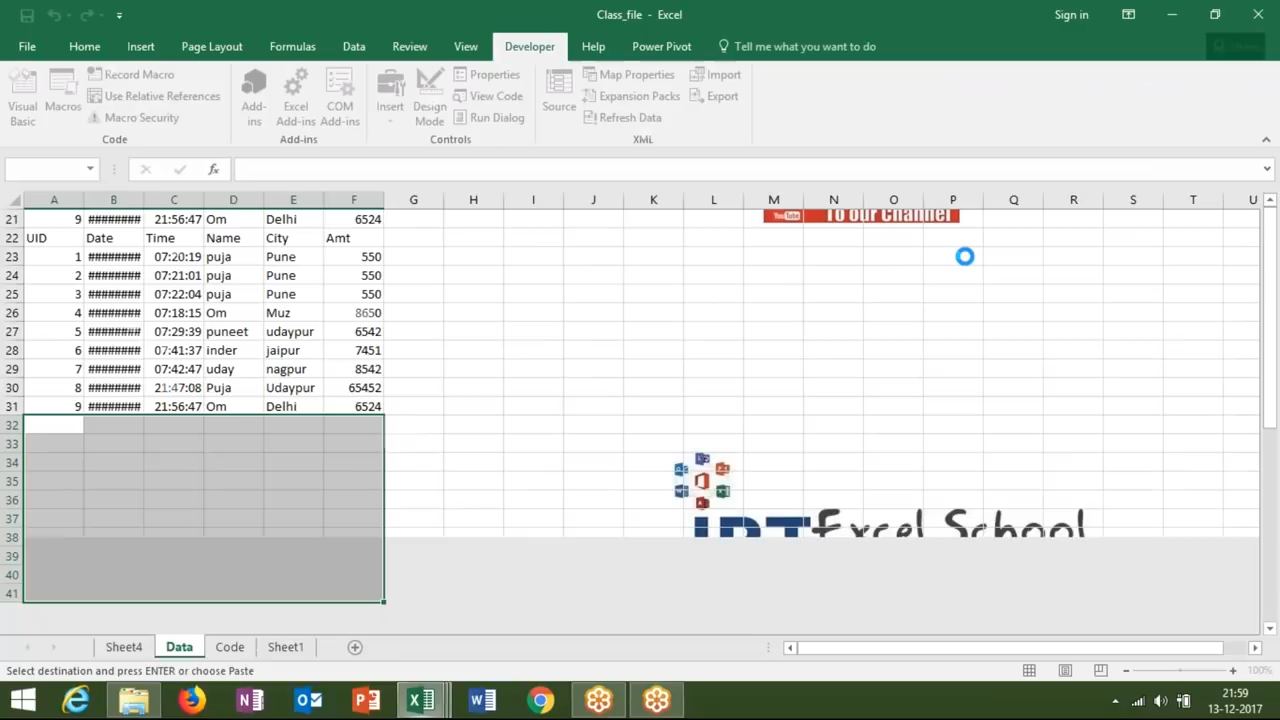 Class_file - Excel
Sign in
File Home Insert Page Layout Formulas Data Review View Developer Help Power Pivot Tell me what you want to do
Visual Basic
Macros
Record Macro
Use Relative References
Macro Security
Code
Add-ins
Excel Add-ins
COM Add-ins
Add-ins
Insert
Design Mode
Properties
View Code
Run Dialog
Controls
Source
Map Properties
Expansion Packs
Refresh Data
Import
Export
XML
fx
A B C D E F G H I J K L M N O P Q R S T U
21 9 ######## 21:56:47 Om Delhi 6524
YouTube To our Channel
22 UID Date Time Name City Amt
23 1 ######## 07:20:19 puja Pune 550
24 2 ######## 07:21:01 puja Pune 550
25 3 ######## 07:22:04 puja Pune 550
26 4 ######## 07:18:15 Om Muz 8650
27 5 ######## 07:29:39 puneet udaypur 6542
28 6 ######## 07:41:37 inder jaipur 7451
29 7 ######## 07:42:47 uday nagpur 8542
30 8 ######## 21:47:08 Puja Udaypur 65452
31 9 ######## 21:56:47 Om Delhi 6524
32
33
34
35
36
37
38
39
40
41
Excel School
Sheet4 Data Code Sheet1
Select destination and press ENTER or choose Paste
100%
21:59
13-12-2017